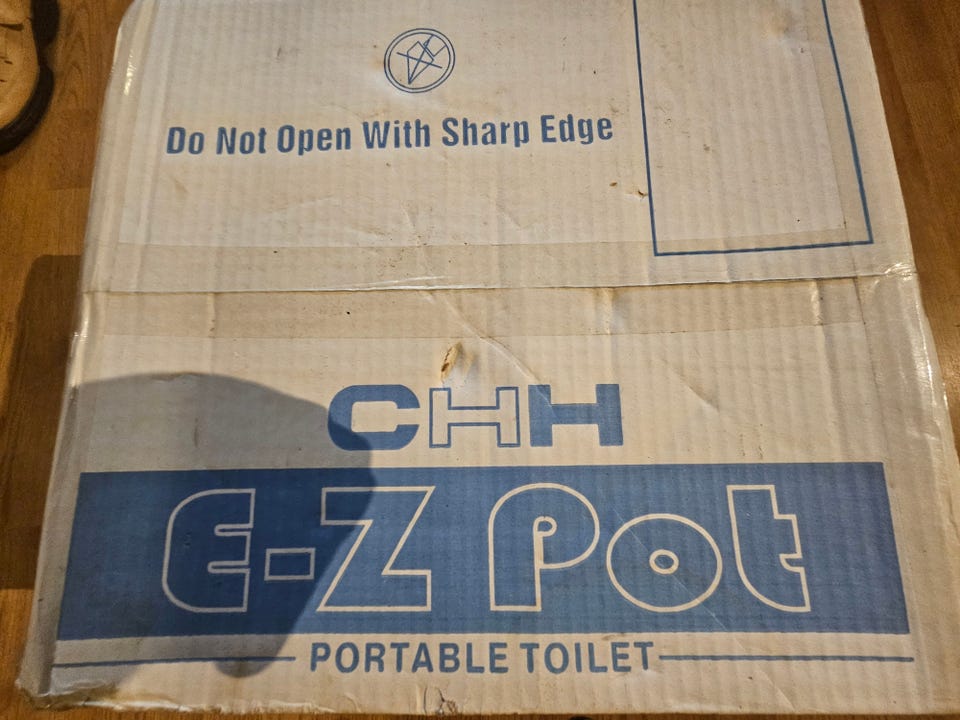 Do Not Open With Sharp Edge
CHH
E-Z Pot
PORTABLE TOILET